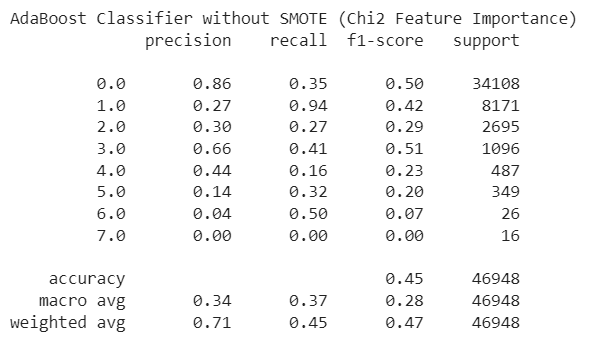 AdaBoost Classifier without SMOTE (Chi2 Feature Importance)
precision recall f1-score support
0.0 0.86 0.35 0.50 34108
1.0 0.27 0.94 0.42 8171
2.0 0.30 0.27 0.29 2695
3.0 0.66 0.41 0.51 1096
4.0 0.44 0.16 0.23 487
5.0 0.14 0.32 0.20 349
6.0 0.04 0.50 0.07 26
7.0 0.00 0.00 0.00 16
accuracy 0.45 46948
macro avg 0.34 0.37 0.28 46948
weighted avg 0.71 0.45 0.47 46948